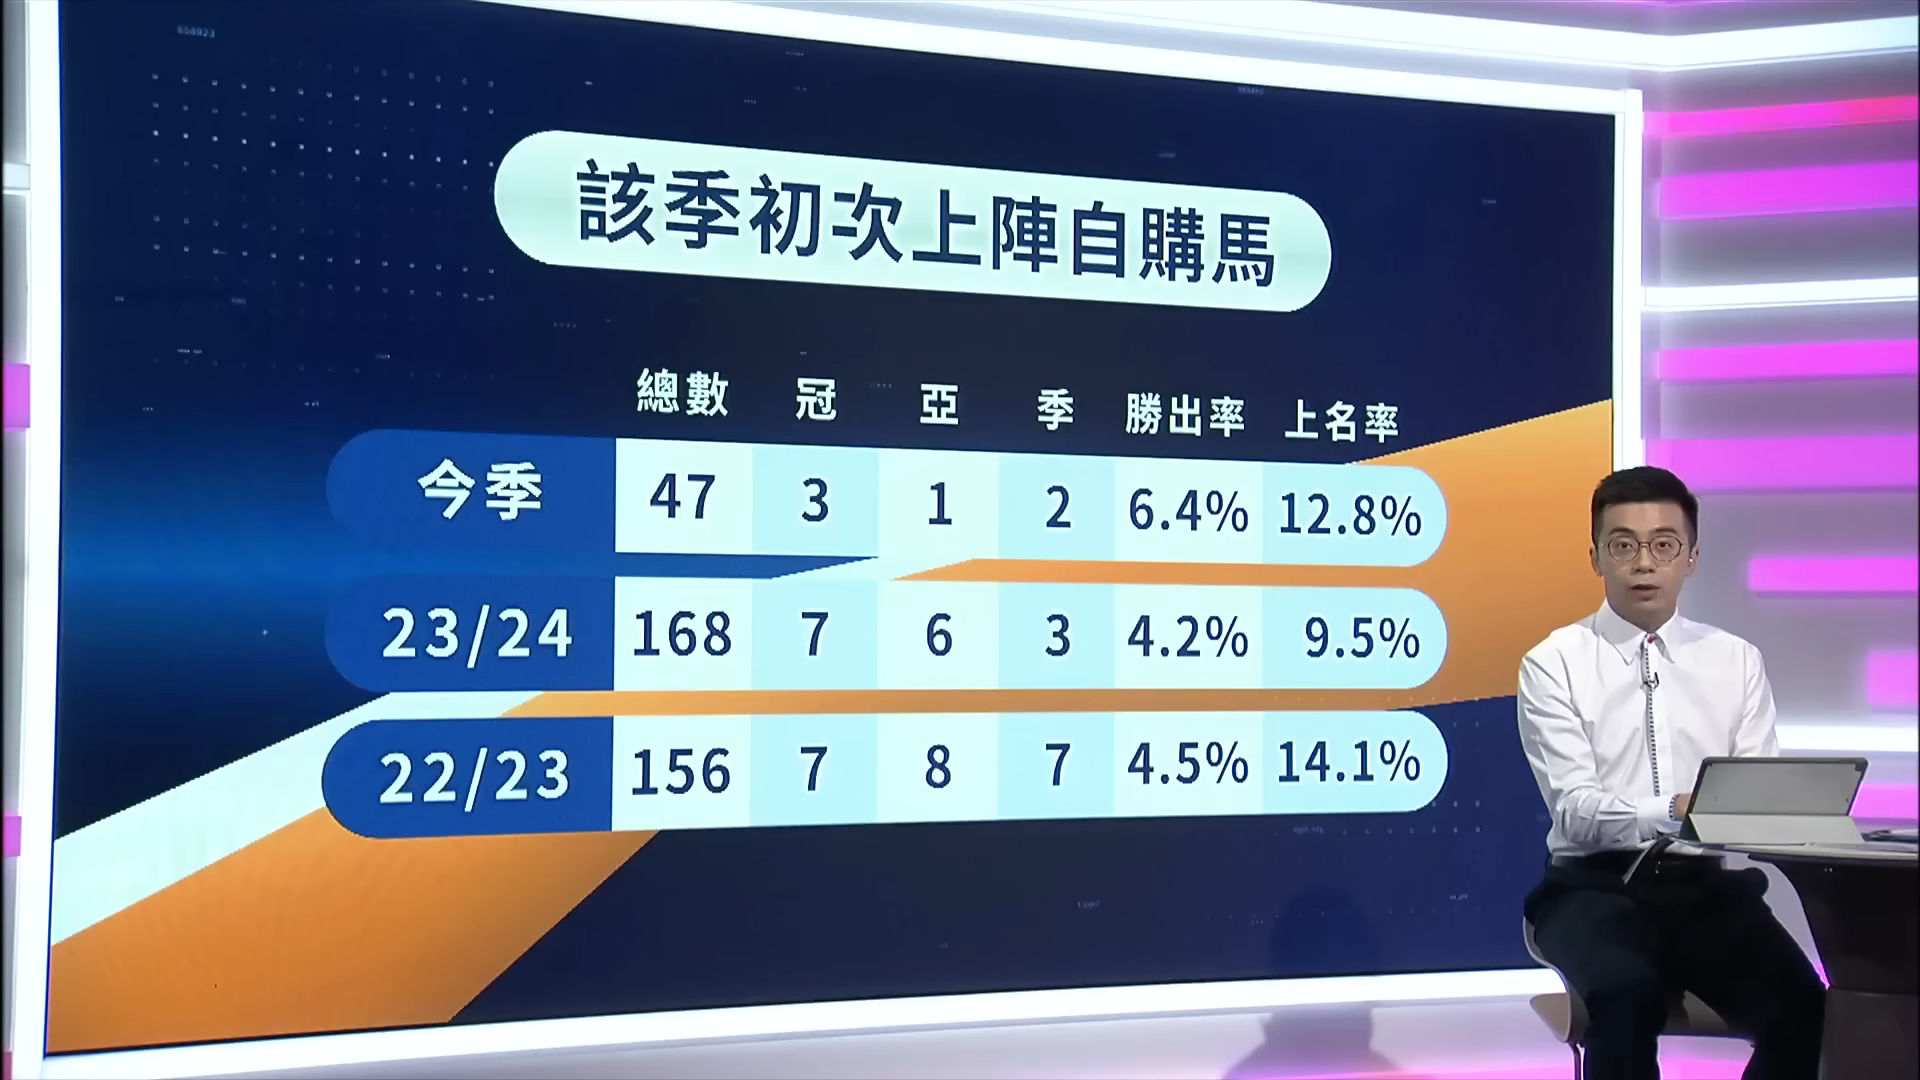 該季初次上陣自購馬
總數 冠 亞 季 勝出率 上名率
今季 47 3 1 2 6.4% 12.8%
23/24 168 7 6 3 4.2% 9.5%
22/23 156 7 8 7 4.5% 14.1%